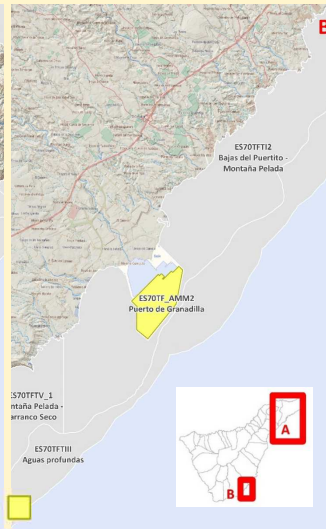 B
ES70TFTI2
Bajas del Puertito -
Montaña Pelada
ES70TF_AMM2
Puerto de Granadilla
ES70TFTV_1
ntaña Pelada -
arranco Seco
ES70TFTIII
Aguas profundas
A
B